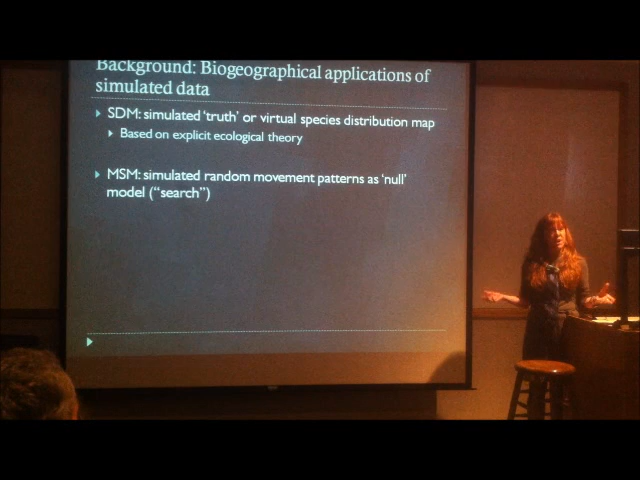 Background: Biogeographical applications of
simulated data
SDM: simulated 'truth' or virtual species distribution map
Based on explicit ecological theory
MSM: simulated random movement patterns as 'null'
model ("search")